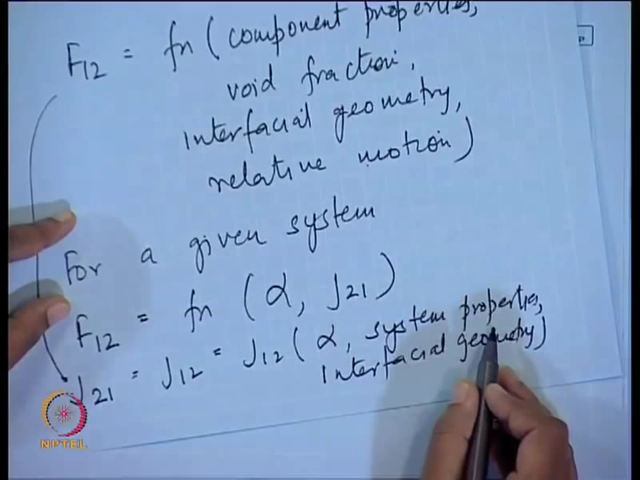 F12 = fn (component properties,
void fraction,
interfacial geometry,
relative motion)
For a given system
F12 = fn (α, J21)
J21 = J12 = J12 (α, system properties,
interfacial geometry)
NPTEL